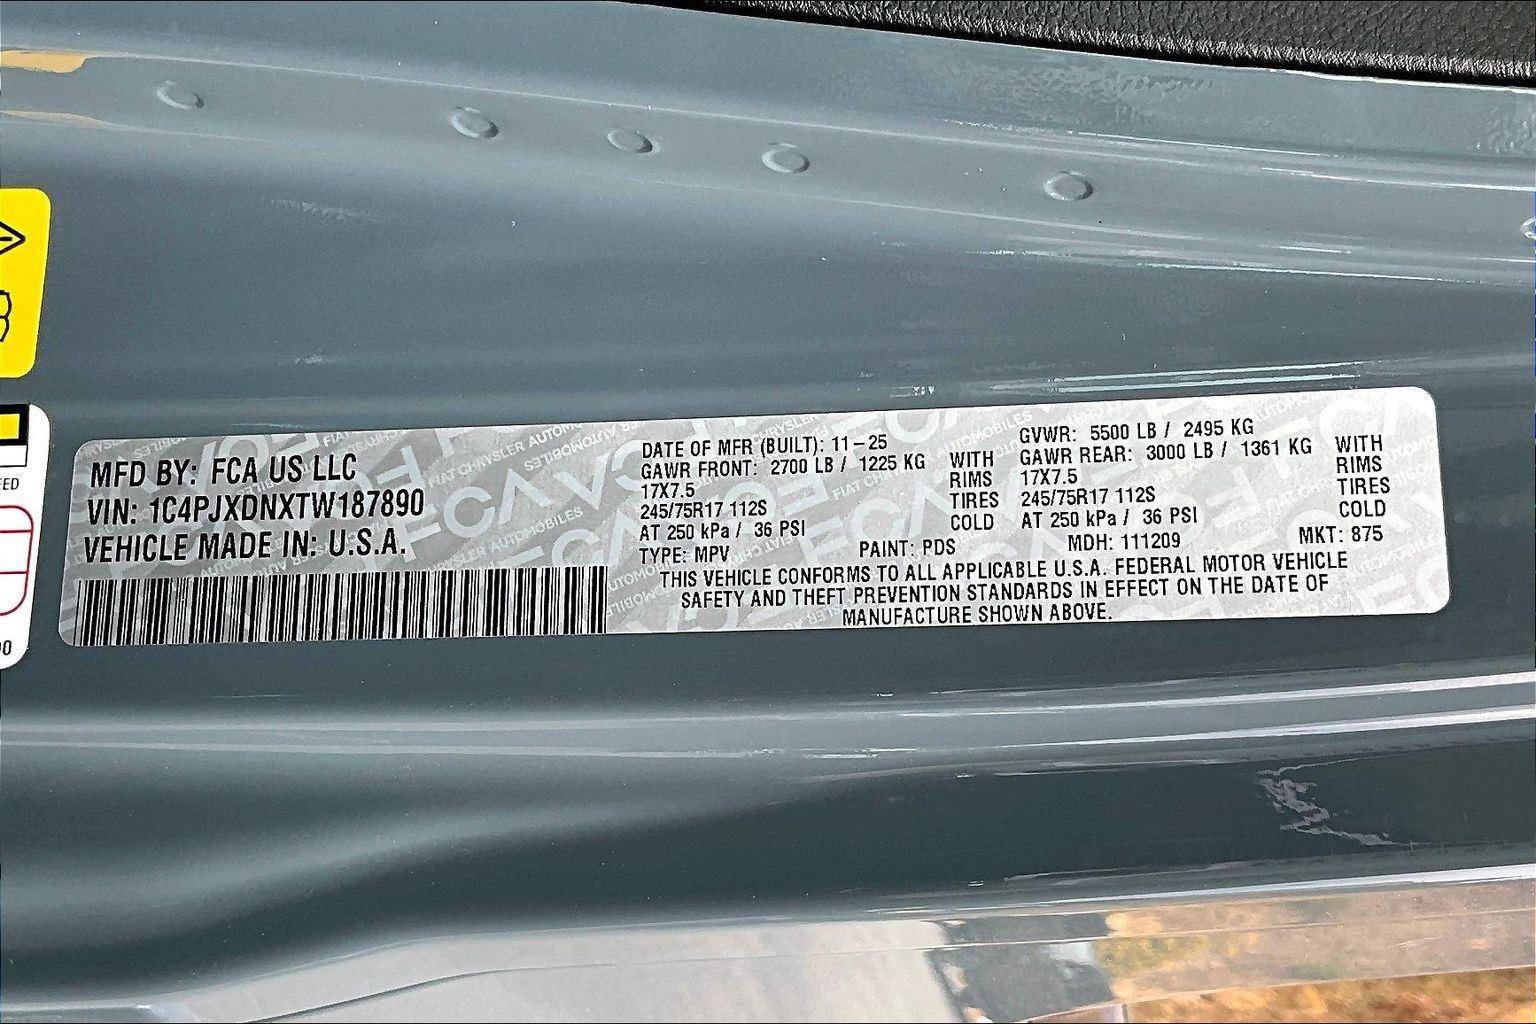 MFD BY: FCA US LLC
VIN: 1C4PJXDNXTW187890
VEHICLE MADE IN: U.S.A.
DATE OF MFR (BUILT): 11-25
GAWR FRONT: 2700 LB / 1225 KG WITH
17X7.5 RIMS
245/75R17 112S TIRES
AT 250 kPa / 36 PSI COLD
GVWR: 5500 LB / 2495 KG
GAWR REAR: 3000 LB / 1361 KG WITH
17X7.5 RIMS
245/75R17 112S TIRES
AT 250 kPa / 36 PSI COLD
TYPE: MPV PAINT: PDS MDH: 111209 MKT: 875
THIS VEHICLE CONFORMS TO ALL APPLICABLE U.S.A. FEDERAL MOTOR VEHICLE
SAFETY AND THEFT PREVENTION STANDARDS IN EFFECT ON THE DATE OF
MANUFACTURE SHOWN ABOVE.